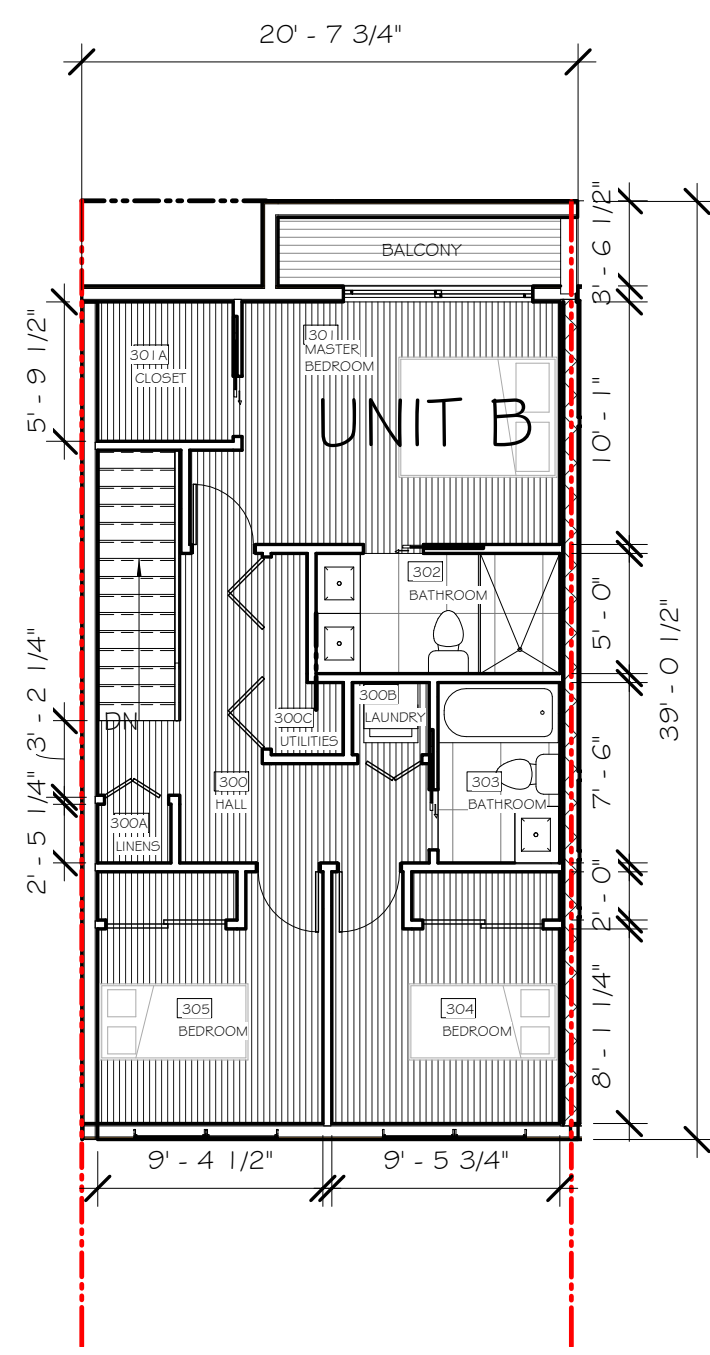 20' - 7 3/4"
BALCONY
3' - 6 1/2"
301
MASTER
BEDROOM
301A
CLOSET
5' - 9 1/2"
UNIT B
10' - 1"
302
BATHROOM
5' - 0"
39' - 0 1/2"
3' - 2 1/4"
DN
300C
UTILITIES
300B
LAUNDRY
300
HALL
303
BATHROOM
7' - 6"
300A
LINENS
2' - 5 1/4"
2' - 0"
305
BEDROOM
304
BEDROOM
8' - 1 1/4"
9' - 4 1/2"
9' - 5 3/4"